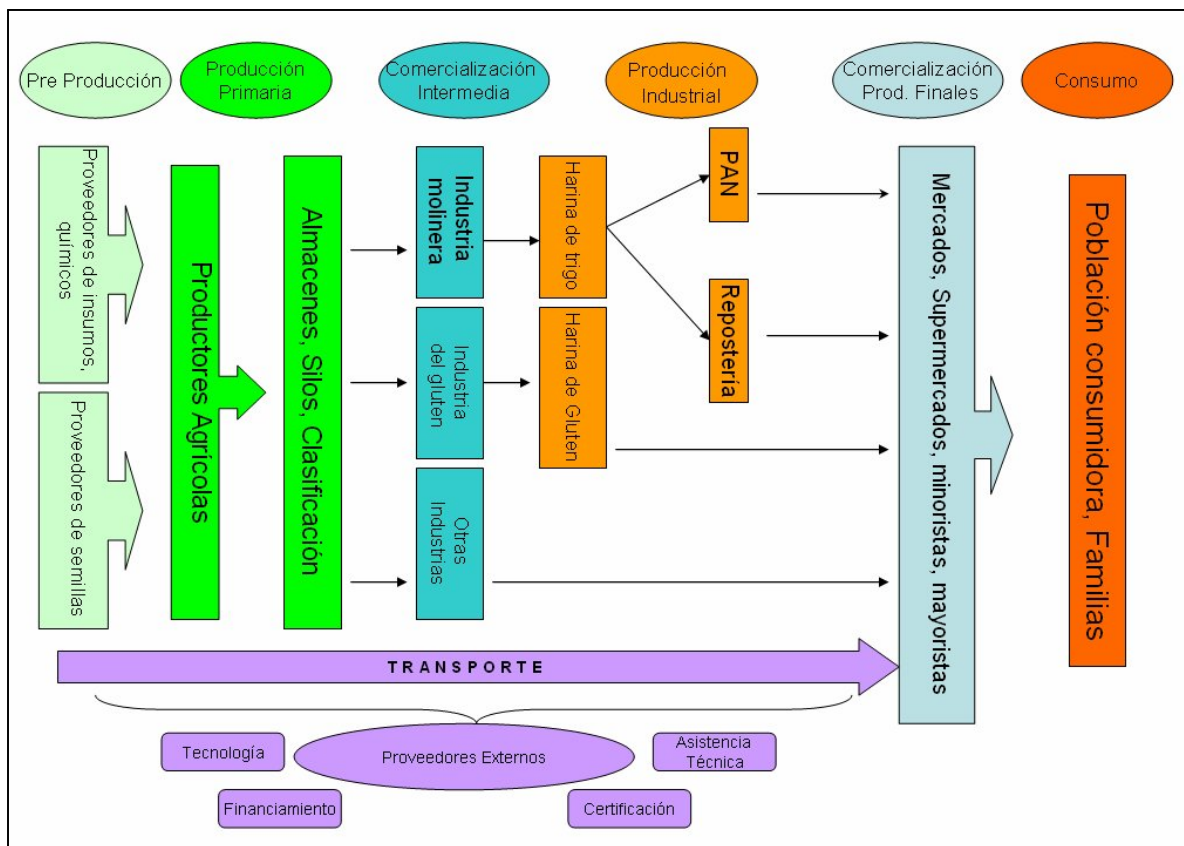 Pre Producción
Producción
Primaria
Comercialización
Intermedia
Producción
Industrial
Comercialización
Prod. Finales
Consumo
Proveedores de insumos,
químicos
Proveedores de semillas
Productores Agrícolas
Almacenes, Silos, Clasificación
Industria
molinera
Industria
del gluten
Otras
Industrias
Harina de trigo
Harina de Gluten
PAN
Repostería
Mercados, Supermercados, minoristas, mayoristas
Población consumidora, Familias
TRANSPORTE
Tecnología
Proveedores Externos
Asistencia
Técnica
Financiamiento
Certificación